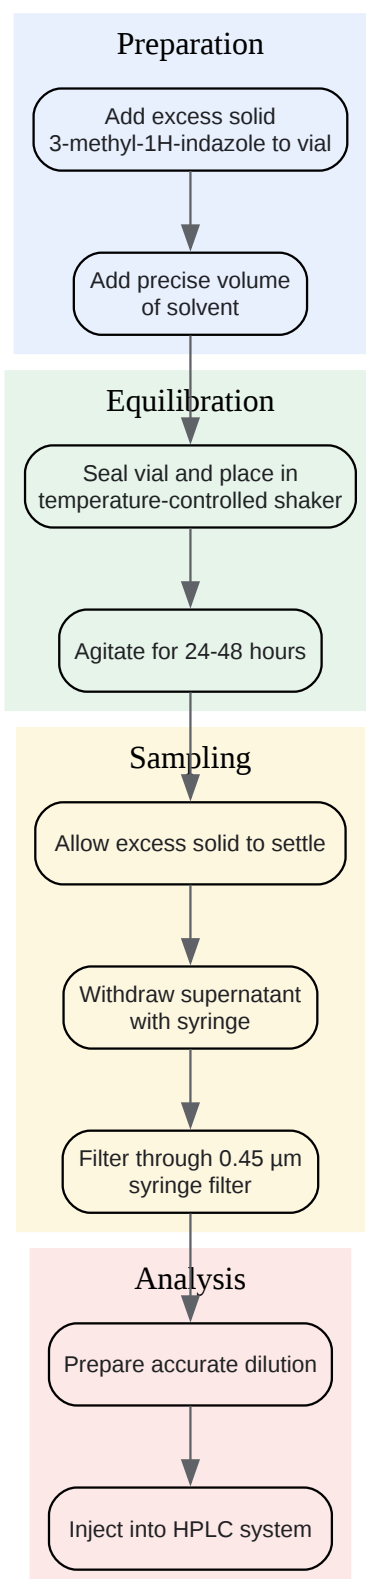 Preparation
Add excess solid
3-methyl-1H-indazole to vial
Add precise volume
of solvent
Equilibration
Seal vial and place in
temperature-controlled shaker
Agitate for 24-48 hours
Sampling
Allow excess solid to settle
Withdraw supernatant
with syringe
Filter through 0.45 µm
syringe filter
Analysis
Prepare accurate dilution
Inject into HPLC system